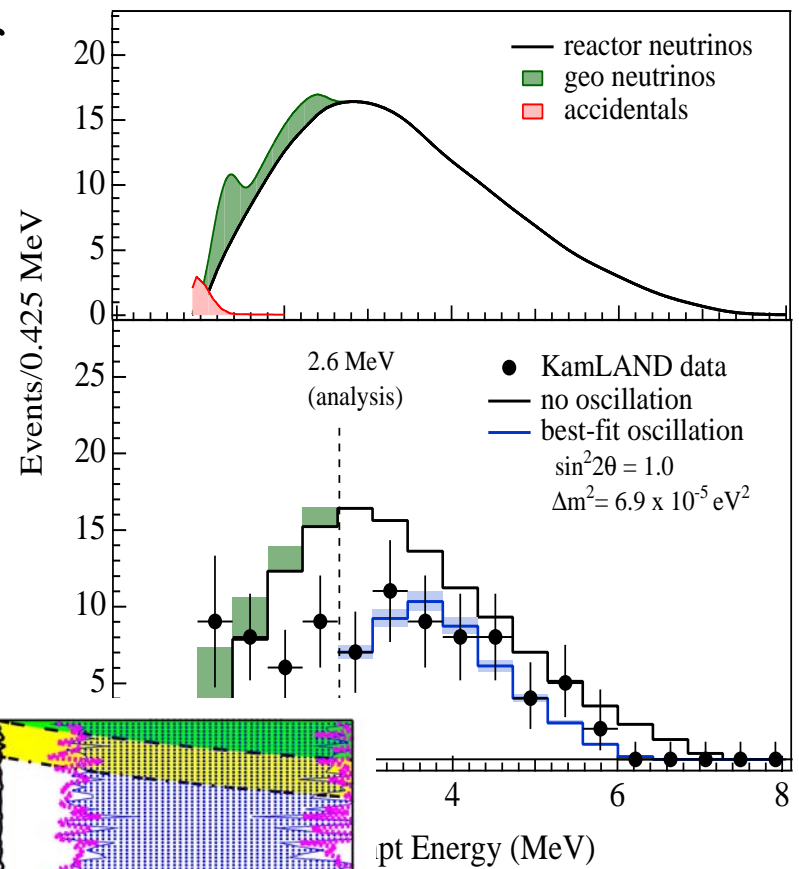 20
15
10
5
0
reactor neutrinos
geo neutrinos
accidentals
Events/0.425 MeV
25
20
15
10
5
2.6 MeV
(analysis)
KamLAND data
no oscillation
best-fit oscillation
sin²2θ = 1.0
Δm²= 6.9 x 10⁻⁵ eV²
4 6 8
Energy (MeV)